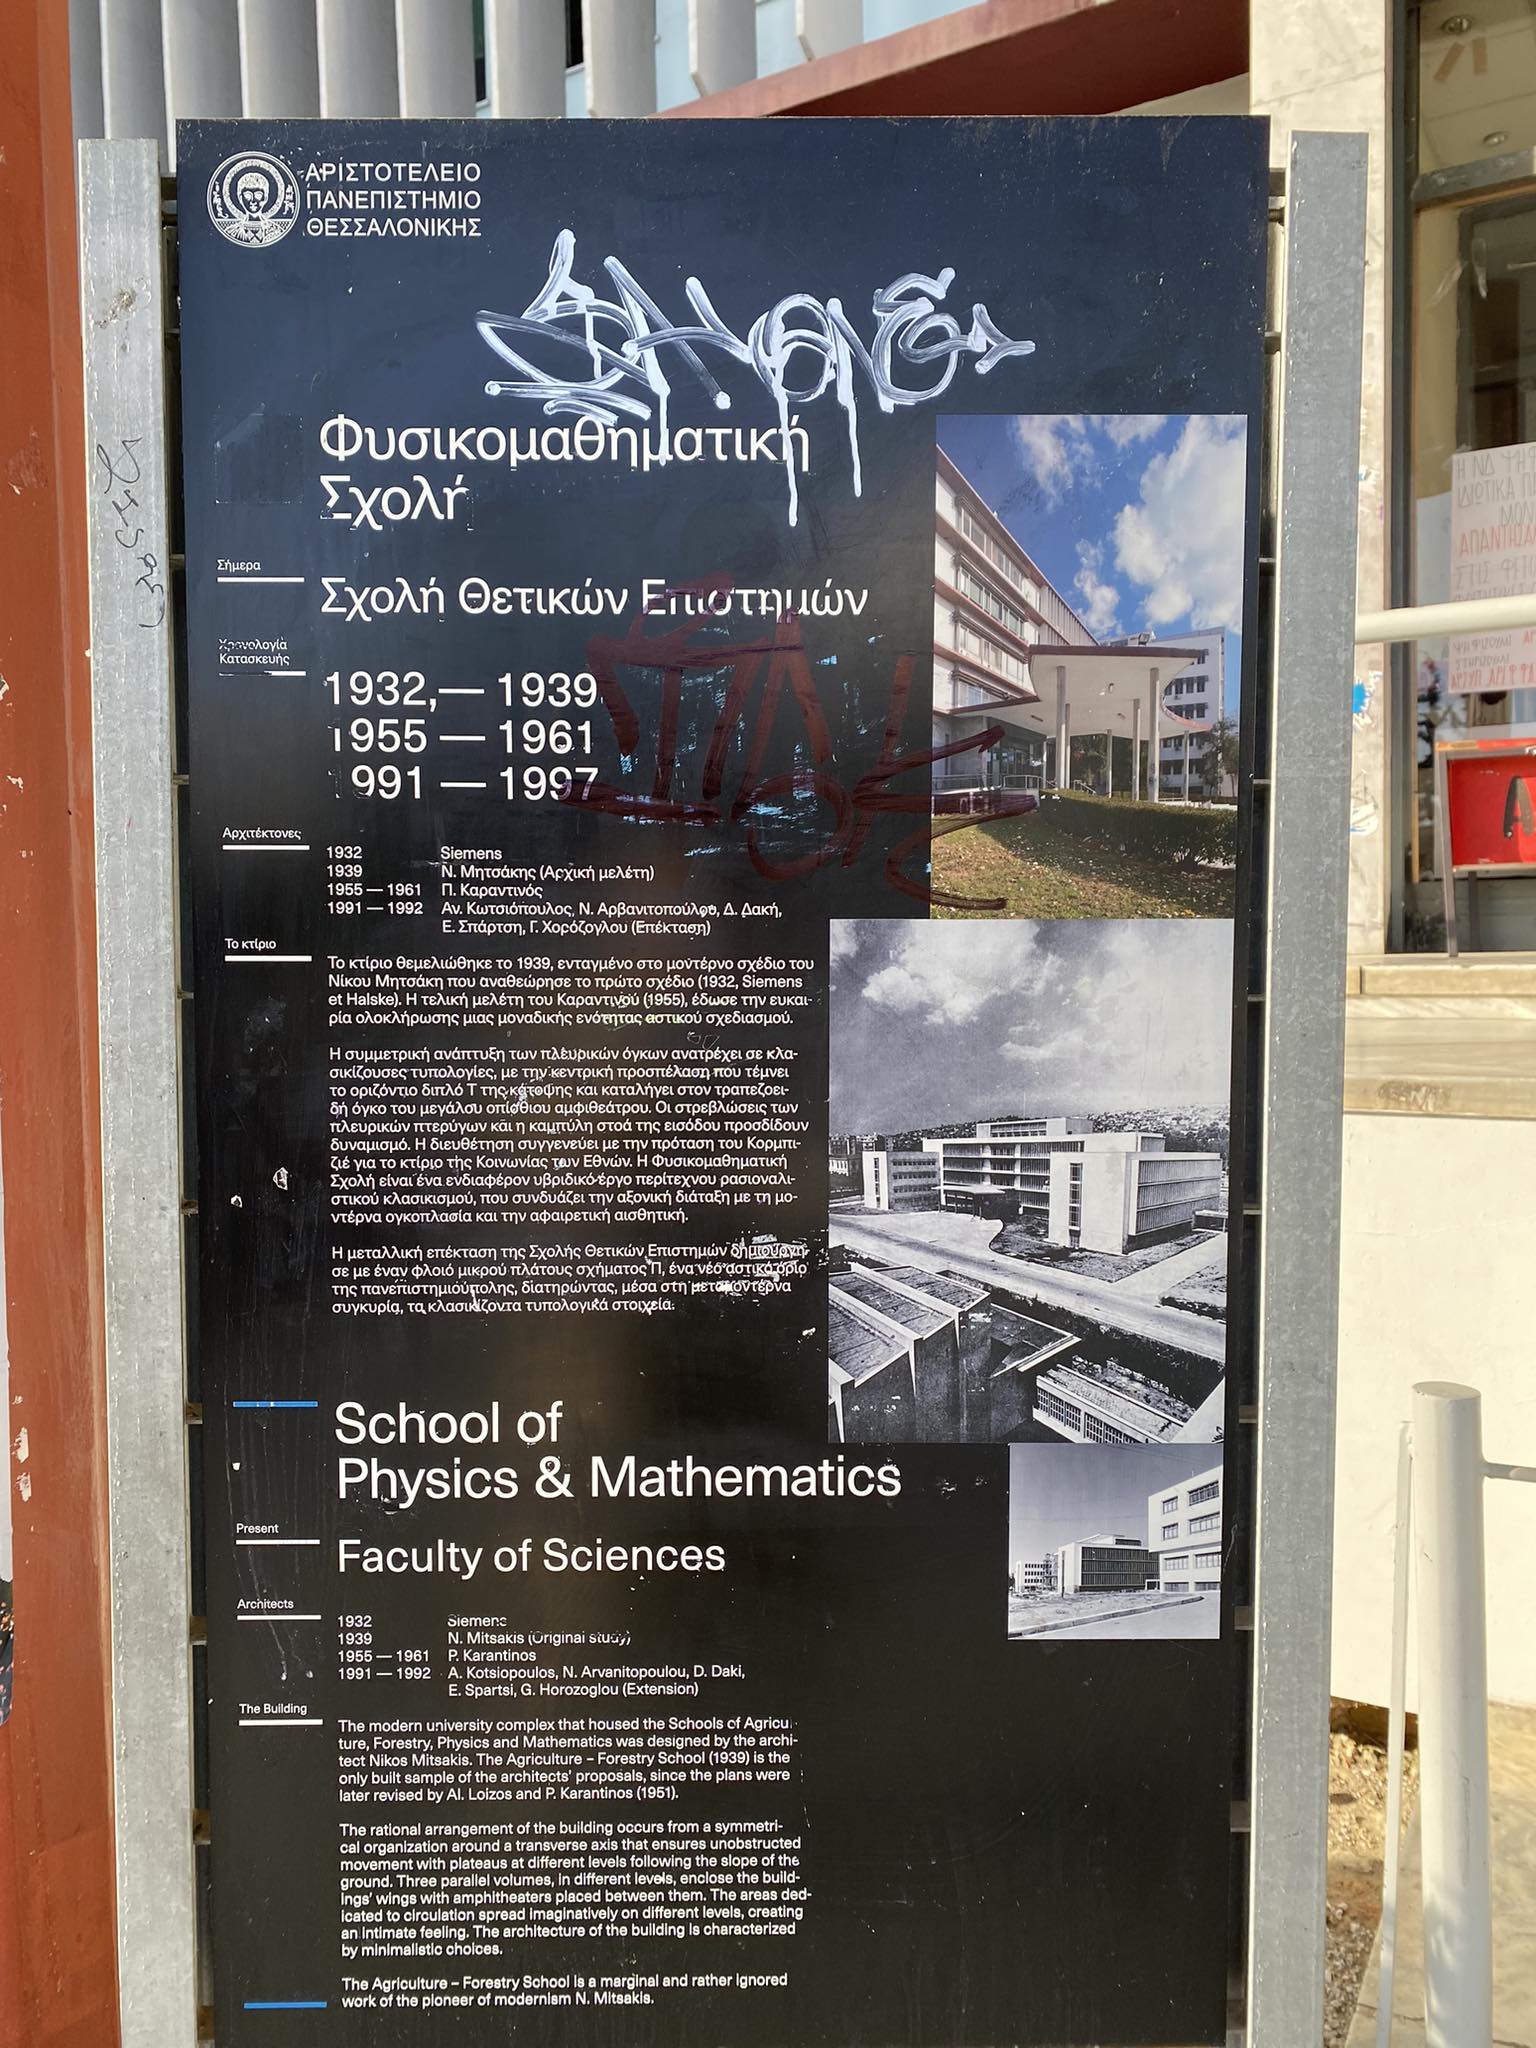 ΑΡΙΣΤΟΤΕΛΕΙΟ
ΠΑΝΕΠΙΣΤΗΜΙΟ
ΘΕΣΣΑΛΟΝΙΚΗΣ
Φυσικομαθηματική
Σχολή
Σήμερα
Σχολή Θετικών Επιστημών
Χρονολογία
Κατασκευής
1932,— 1939
1955 — 1961
1991 — 1997
Αρχιτέκτονες
1932 Siemens
1939 Ν. Μητσάκης (Αρχική μελέτη)
1955 — 1961 Π. Καραντινός
1991 — 1992 Αν. Κωτσιόπουλος, Ν. Αρβανιτοπούλου, Δ. Δακή,
Ε. Σπάρτση, Γ. Χορόζογλου (Επέκταση)
Το κτίριο
Το κτίριο θεμελιώθηκε το 1939, ενταγμένο στο μοντέρνο σχέδιο του
Νίκου Μητσάκη που αναθεώρησε το πρώτο σχέδιο (1932, Siemens
et Halske). Η τελική μελέτη του Καραντινού (1955), έδωσε την ευκαι-
ρία ολοκλήρωσης μιας μοναδικής ενότητας αστικού σχεδιασμού.
Η συμμετρική ανάπτυξη των πλευρικών όγκων ανατρέχει σε κλα-
σικίζουσες τυπολογίες, με την κεντρική προσπέλαση που τέμνει
το οριζόντιο διπλό Τ της κάτοψης και καταλήγει στον τραπεζοει-
δή όγκο του μεγάλου οπίσθιου αμφιθεάτρου. Οι στρεβλώσεις των
πλευρικών πτερύγων και η καμπύλη στοά της εισόδου προσδίδουν
δυναμισμό. Η διευθέτηση συγγενεύει με την πρόταση του Κορμπι-
ζιέ για το κτίριο της Κοινωνίας των Εθνών. Η Φυσικομαθηματική
Σχολή είναι ένα ενδιαφέρον υβριδικό έργο περίτεχνου ρασιοναλι-
στικού κλασικισμού, που συνδυάζει την αξονική διάταξη με τη μο-
ντέρνα ογκοπλασία και την αφαιρετική αισθητική.
Η μεταλλική επέκταση της Σχολής Θετικών Επιστημών δημιούργη-
σε με έναν φλοιό μικρού πλάτους σχήματος Π, ένα νέο αστικό όριο
της πανεπιστημιούπολης, διατηρώντας, μέσα στη μεταμοντέρνα
συγκυρία, τα κλασικίζοντα τυπολογικά στοιχεία.
School of
Physics & Mathematics
Present
Faculty of Sciences
Architects
1932 Siemens
1939 N. Mitsakis (Original study)
1955 — 1961 P. Karantinos
1991 — 1992 A. Kotsiopoulos, N. Arvanitopoulou, D. Daki,
E. Spartsi, G. Horozoglou (Extension)
The Building
The modern university complex that housed the Schools of Agricul-
ture, Forestry, Physics and Mathematics was designed by the archi-
tect Nikos Mitsakis. The Agriculture – Forestry School (1939) is the
only built sample of the architects' proposals, since the plans were
later revised by Al. Loizos and P. Karantinos (1951).
The rational arrangement of the building occurs from a symmetri-
cal organization around a transverse axis that ensures unobstructed
movement with plateaus at different levels following the slope of the
ground. Three parallel volumes, in different levels, enclose the build-
ings' wings with amphitheaters placed between them. The areas ded-
icated to circulation spread imaginatively on different levels, creating
an intimate feeling. The architecture of the building is characterized
by minimalistic choices.
The Agriculture – Forestry School is a marginal and rather ignored
work of the pioneer of modernism N. Mitsakis.